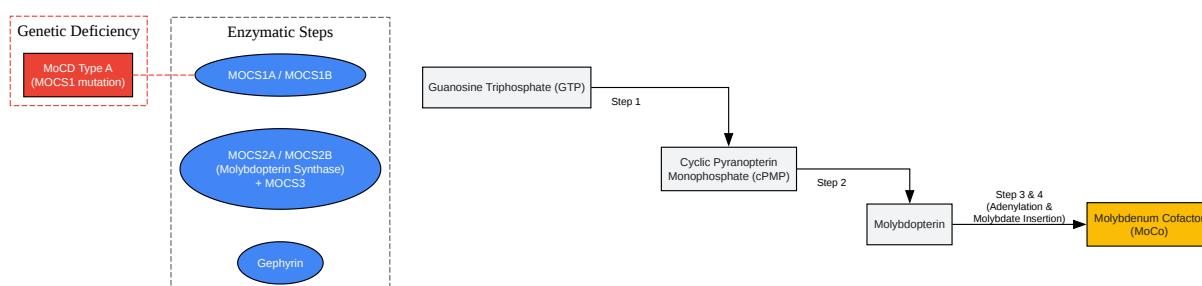 Genetic Deficiency
MoCD Type A
(MOCS1 mutation)
Enzymatic Steps
MOCS1A / MOCS1B
MOCS2A / MOCS2B
(Molybdopterin Synthase)
+ MOCS3
Gephyrin
Guanosine Triphosphate (GTP)
Step 1
Cyclic Pyranopterin
Monophosphate (cPMP)
Step 2
Molybdopterin
Step 3 & 4
(Adenylation &
Molybdate Insertion)
Molybdenum Cofactor
(MoCo)